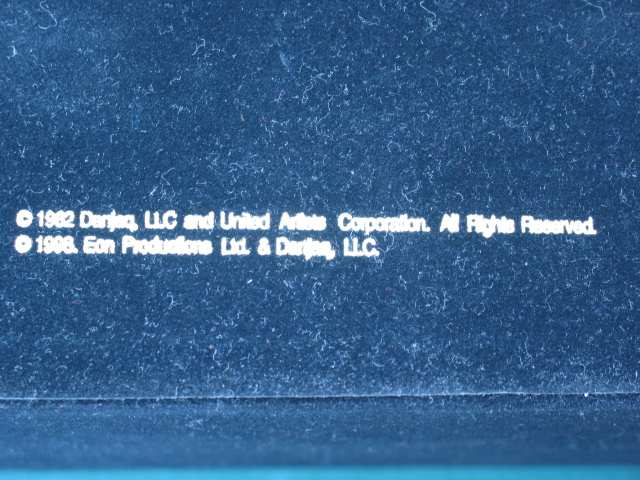 © 1962 Danjaq, LLC and United Artists Corporation. All Rights Reserved.
© 1998. Eon Productions Ltd. & Danjaq, LLC.